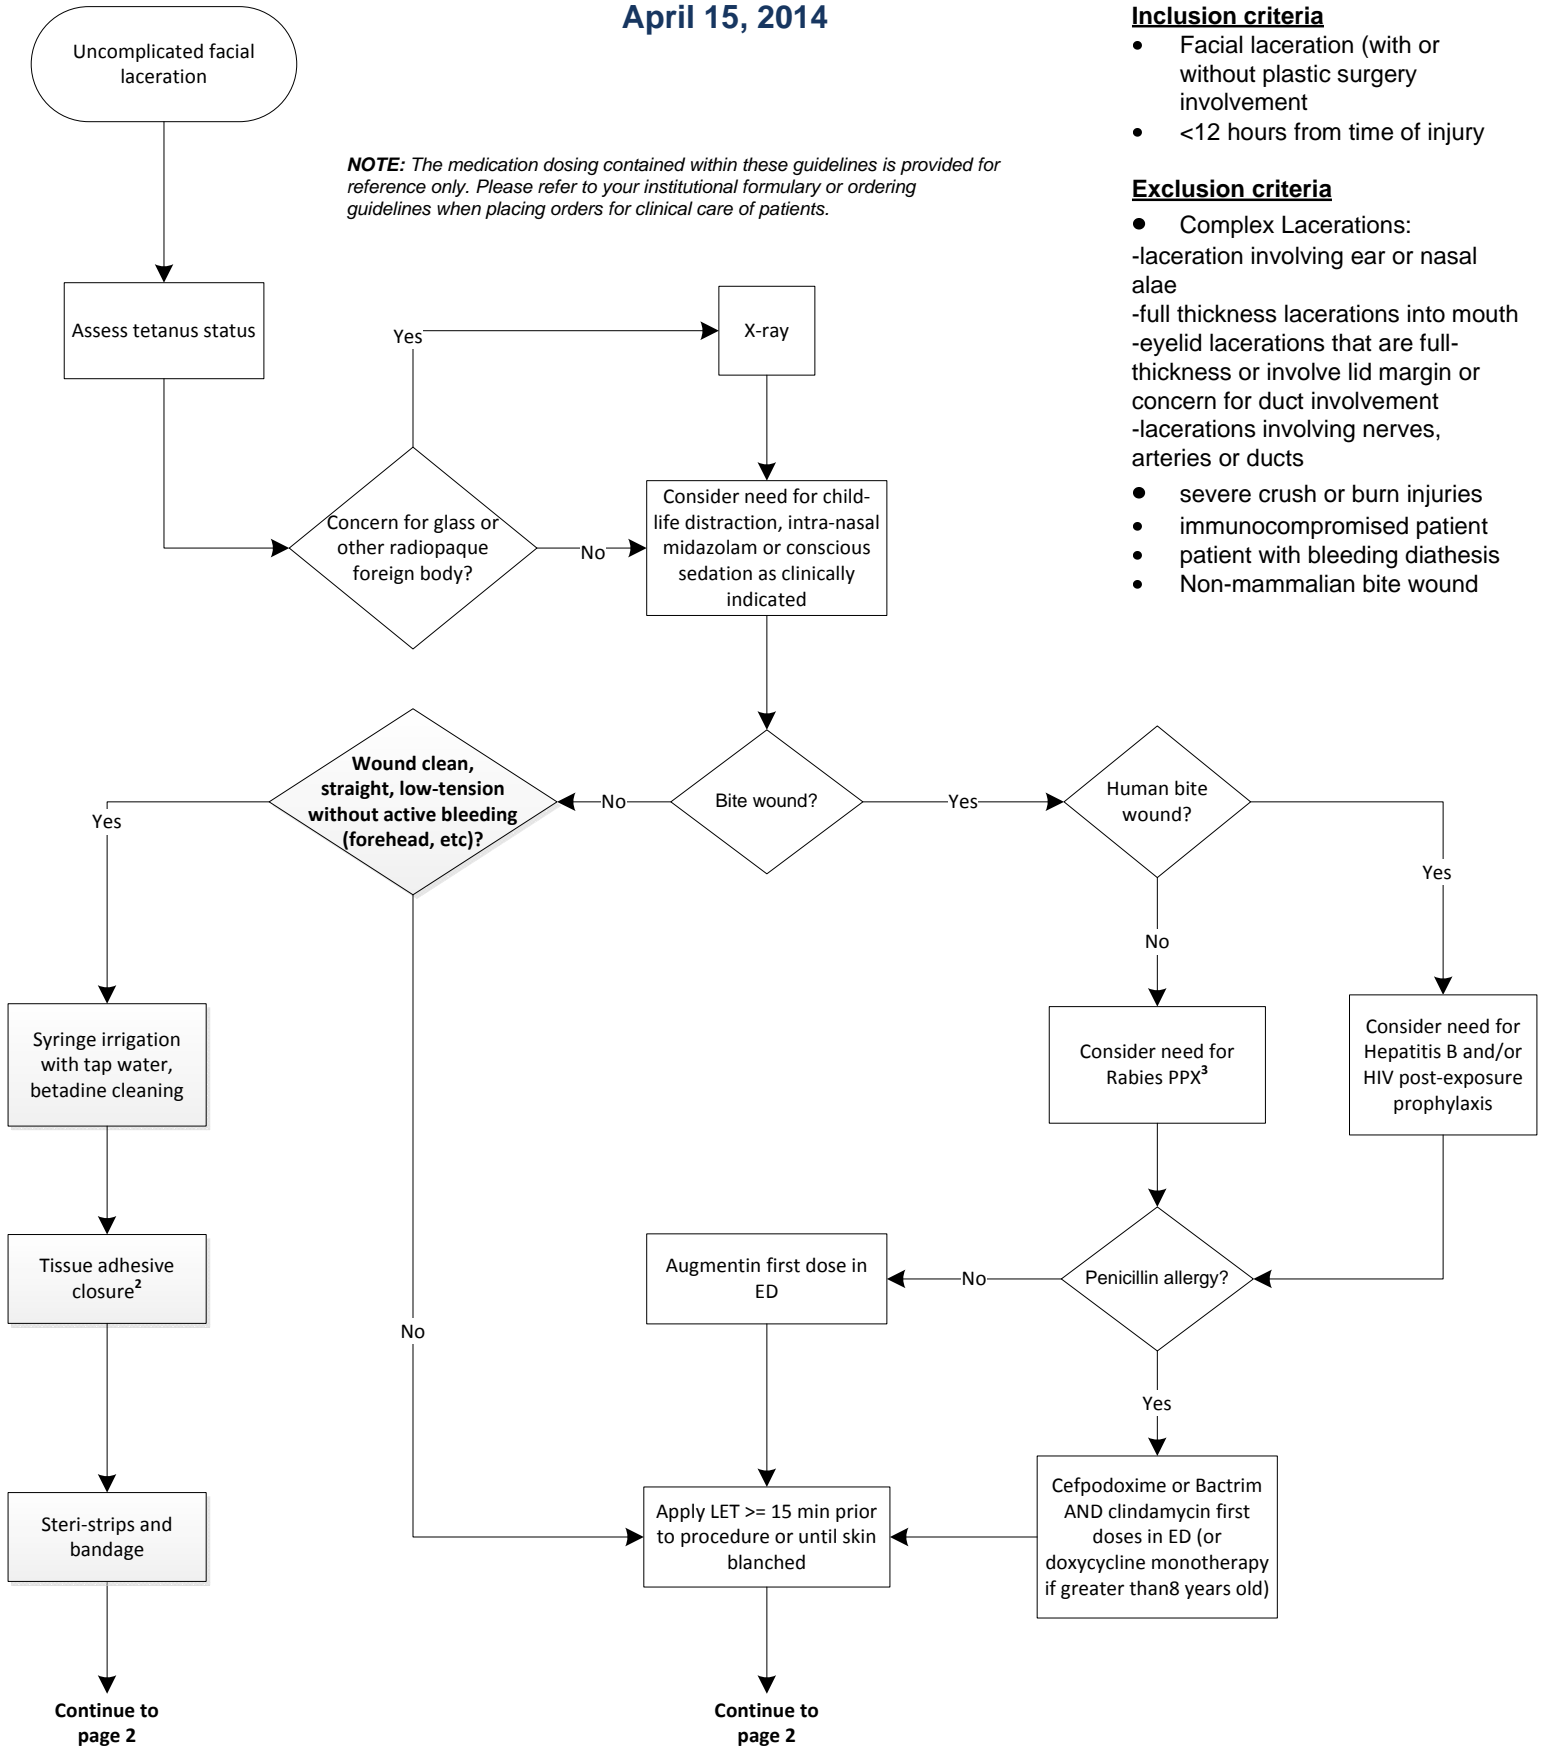 April 15, 2014
Uncomplicated facial
laceration
NOTE: The medication dosing contained within these guidelines is provided for
reference only. Please refer to your institutional formulary or ordering
guidelines when placing orders for clinical care of patients.
Inclusion criteria
• Facial laceration (with or
without plastic surgery
involvement
• <12 hours from time of injury
Exclusion criteria
• Complex Lacerations:
-laceration involving ear or nasal
alae
-full thickness lacerations into mouth
-eyelid lacerations that are full-
thickness or involve lid margin or
concern for duct involvement
-lacerations involving nerves,
arteries or ducts
• severe crush or burn injuries
• immunocompromised patient
• patient with bleeding diathesis
• Non-mammalian bite wound
Assess tetanus status
Yes
X-ray
Concern for glass or
other radiopaque
foreign body?
No
Consider need for child-
life distraction, intra-nasal
midazolam or conscious
sedation as clinically
indicated
Bite wound?
No
Yes
Wound clean,
straight, low-tension
without active bleeding
(forehead, etc)?
Yes
No
Human bite
wound?
Yes
No
Syringe irrigation
with tap water,
betadine cleaning
Consider need for
Rabies PPX³
Consider need for
Hepatitis B and/or
HIV post-exposure
prophylaxis
Tissue adhesive
closure²
Augmentin first dose in
ED
No
Penicillin allergy?
Yes
Steri-strips and
bandage
Apply LET >= 15 min prior
to procedure or until skin
blanched
Cefpodoxime or Bactrim
AND clindamycin first
doses in ED (or
doxycycline monotherapy
if greater than8 years old)
Continue to
page 2
Continue to
page 2